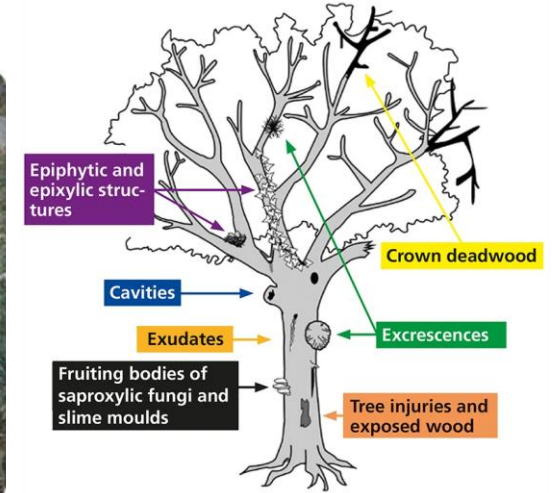 Epiphytic and
epixylic struc-
tures
Crown deadwood
Cavities
Exudates
Excrescences
Fruiting bodies of
saproxylic fungi and
slime moulds
Tree injuries and
exposed wood